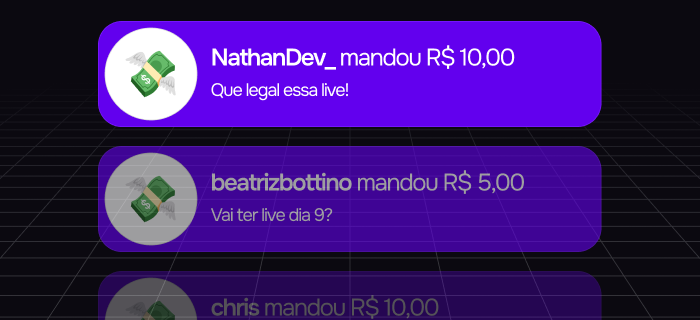 NathanDev_ mandou R$ 10,00
Que legal essa live!
beatrizbottino mandou R$ 5,00
Vai ter live dia 9?
chris mandou R$ 10,00